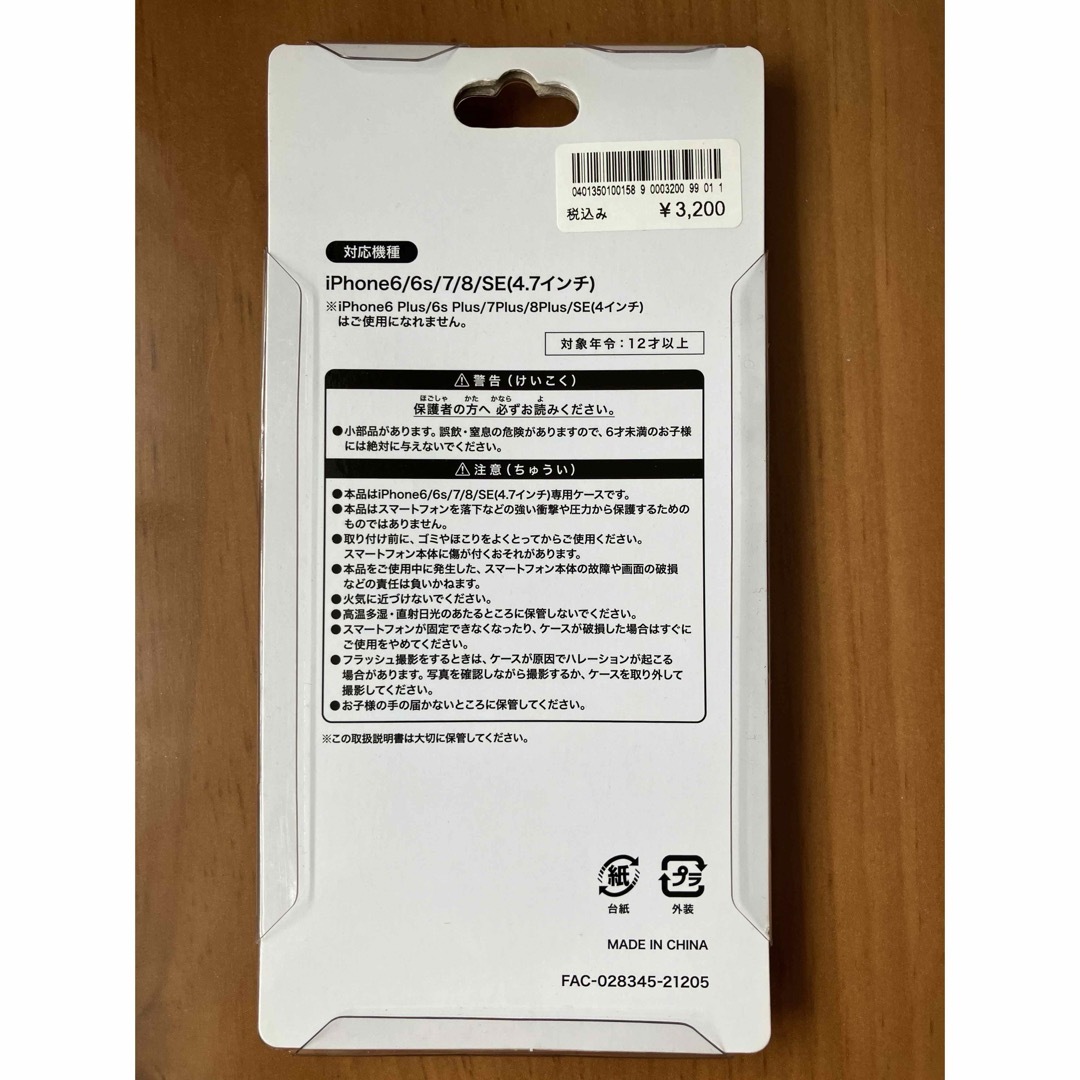 0401350100158 9 0003200 99 01 1
税込み ￥3,200
対応機種
iPhone6/6s/7/8/SE(4.7インチ)
※iPhone6 Plus/6s Plus/7Plus/8Plus/SE(4インチ)
はご使用になれません。
対象年令：12才以上
⚠警告（けいこく）
ほごしゃ かた かなら よ
保護者の方へ 必ずお読みください。
●小部品があります。誤飲・窒息の危険がありますので、6才未満のお子様
には絶対に与えないでください。
⚠注意（ちゅうい）
●本品はiPhone6/6s/7/8/SE(4.7インチ)専用ケースです。
●本品はスマートフォンを落下などの強い衝撃や圧力から保護するための
ものではありません。
●取り付け前に、ゴミやほこりをよくとってからご使用ください。
スマートフォン本体に傷が付くおそれがあります。
●本品をご使用中に発生した、スマートフォン本体の故障や画面の破損
などの責任は負いかねます。
●火気に近づけないでください。
●高温多湿・直射日光のあたるところに保管しないでください。
●スマートフォンが固定できなくなったり、ケースが破損した場合はすぐに
ご使用をやめてください。
●フラッシュ撮影をするときは、ケースが原因でハレーションが起こる
場合があります。写真を確認しながら撮影するか、ケースを取り外して
撮影してください。
●お子様の手の届かないところに保管してください。
※この取扱説明書は大切に保管してください。
紙 プラ
台紙 外装
MADE IN CHINA
FAC-028345-21205